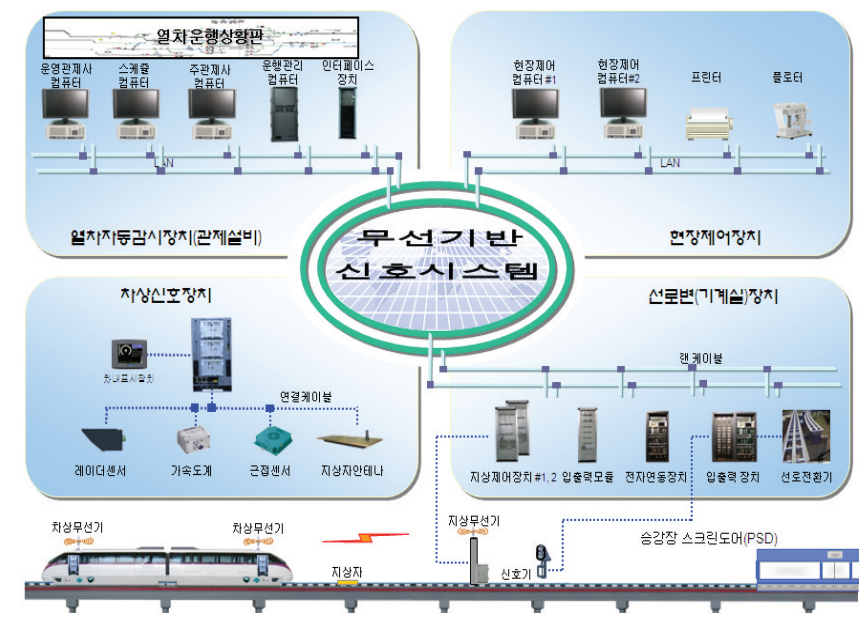 열차운행상황판
운영관제사
컴퓨터
스케쥴
컴퓨터
주관제사
컴퓨터
운행관리
컴퓨터
인터페이스
장치
LAN
열차자동감시장치(관제설비)
현장제어
컴퓨터#1
현장제어
컴퓨터#2
프린터
플로터
LAN
현장제어장치
무선기반
신호시스템
차상신호장치
차내표시장치
연결케이블
레이더센서
가속도계
근접센서
지상자안테나
선로변(기계실)장치
랜 케이블
지상제어장치 #1, 2
입출력모듈
전자연동장치
입출력 장치
선로전환기
차상무선기
차상무선기
지상자
지상무선기
신호기
승강장 스크린도어(PSD)